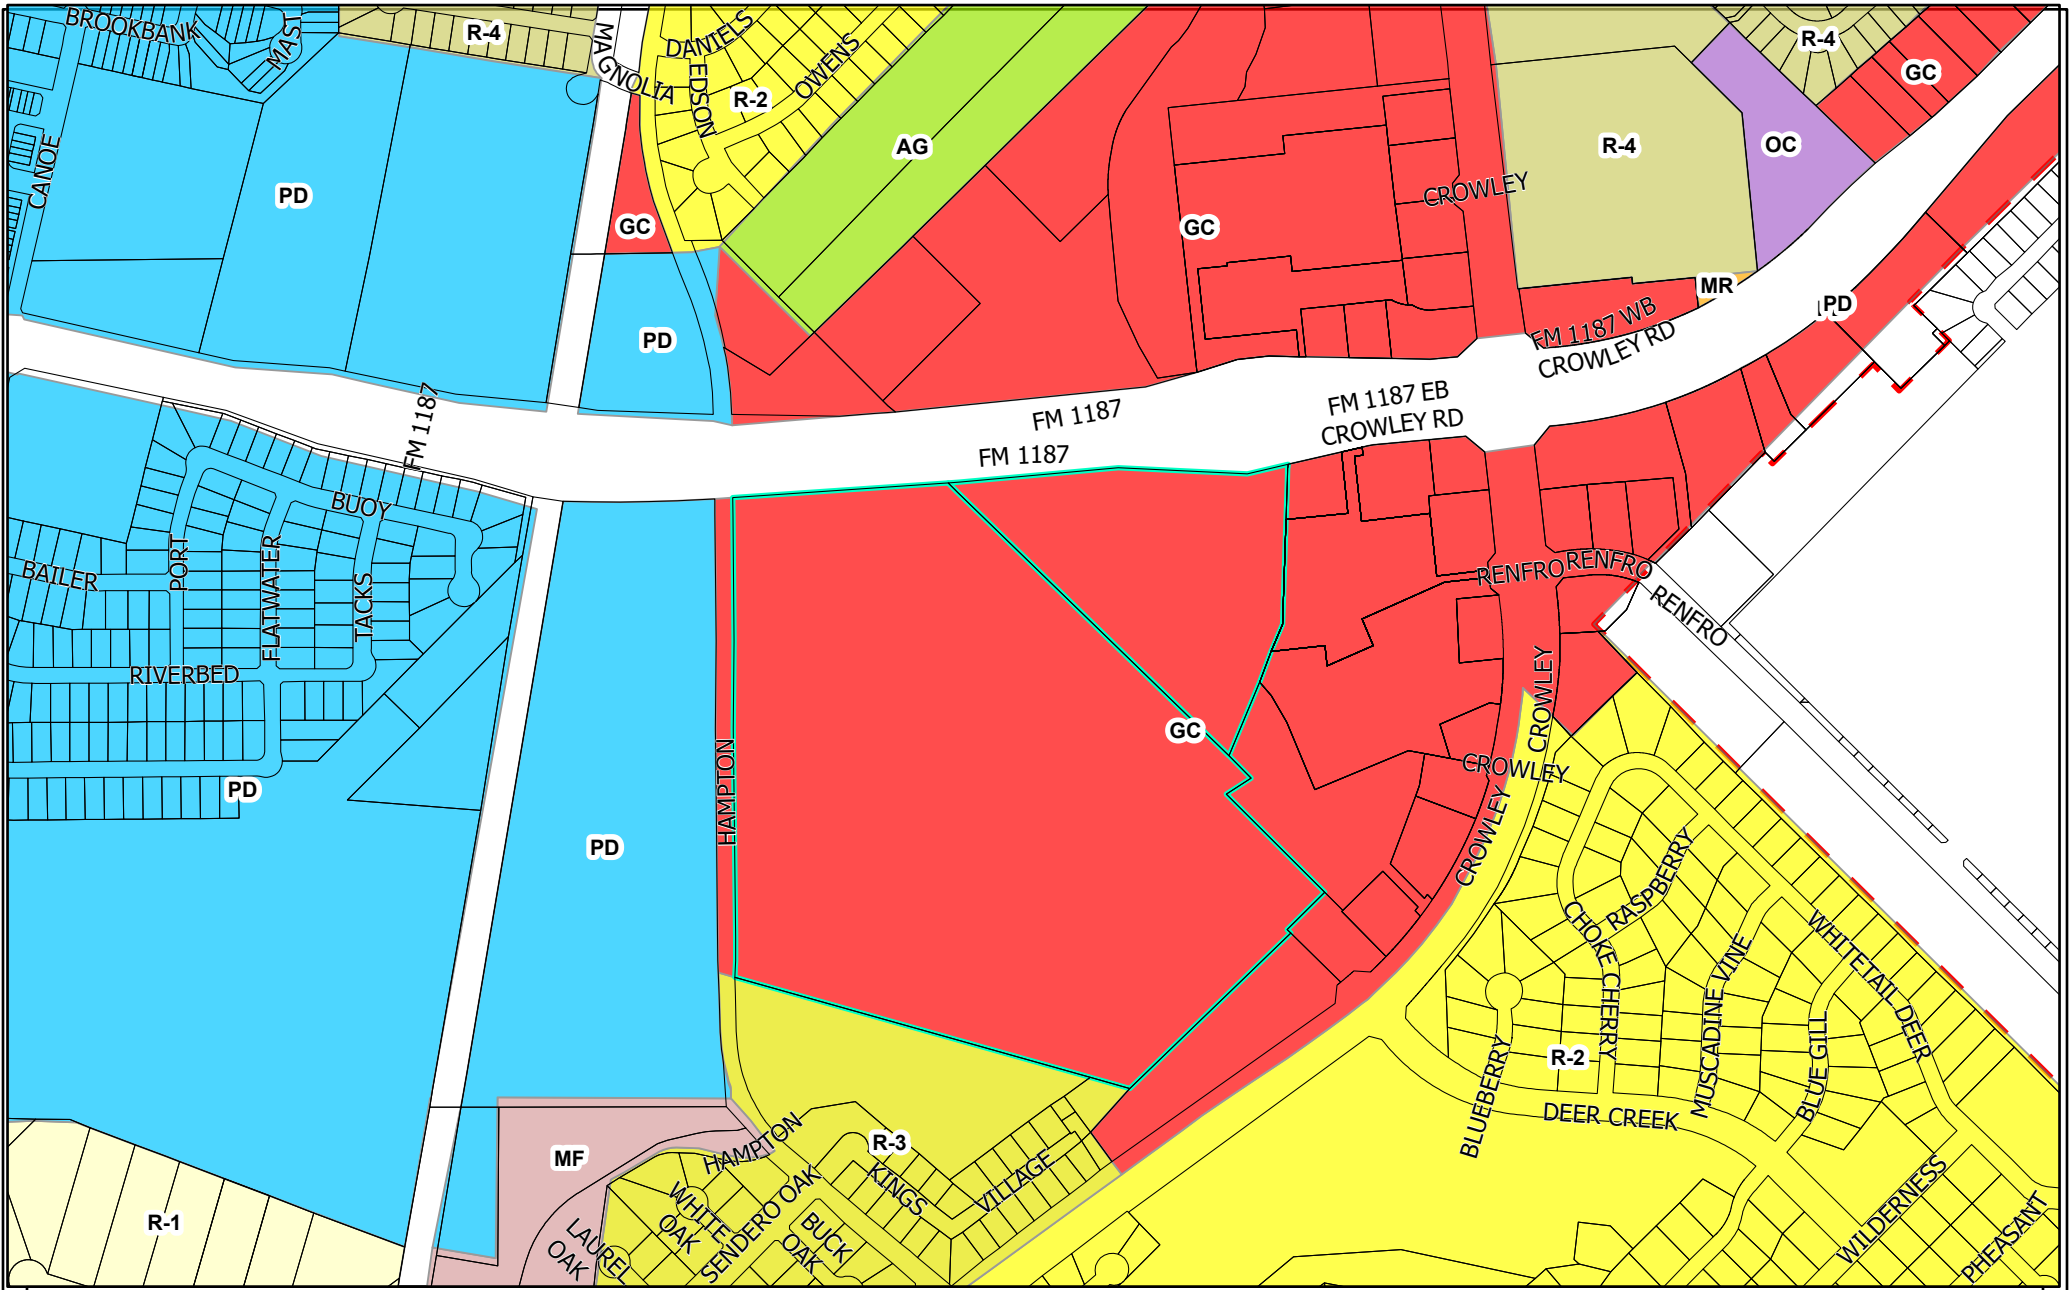 BROOKBANK
MAST
R-4
MAGNOLIA
DANIELS
EDSON
OWENS
R-2
R-4
GC
CANOE
PD
AG
R-4
OC
CROWLEY
GC
GC
PD
MR
PD
FM 1187 WB
CROWLEY RD
FM 1187
FM 1187
FM 1187 EB
CROWLEY RD
FM 1187
BUOY
BAILER
PORT
FLATWATER
TACKS
RENFRO
RENFRO
RENFRO
RIVERBED
CROWLEY
GC
HAMPTON
CROWLEY
PD
PD
CROWLEY
RASPBERRY
CHOKE CHERRY
WHITETAIL DEER
MUSCADINE VINE
BLUE GILL
BLUEBERRY
R-2
DEER CREEK
HAMPTON
R-3
MF
KINGS
VILLAGE
R-1
WHITE
OAK
SENDERO OAK
BUCK
OAK
LAUREL
OAK
WILDERNESS
PHEASANT